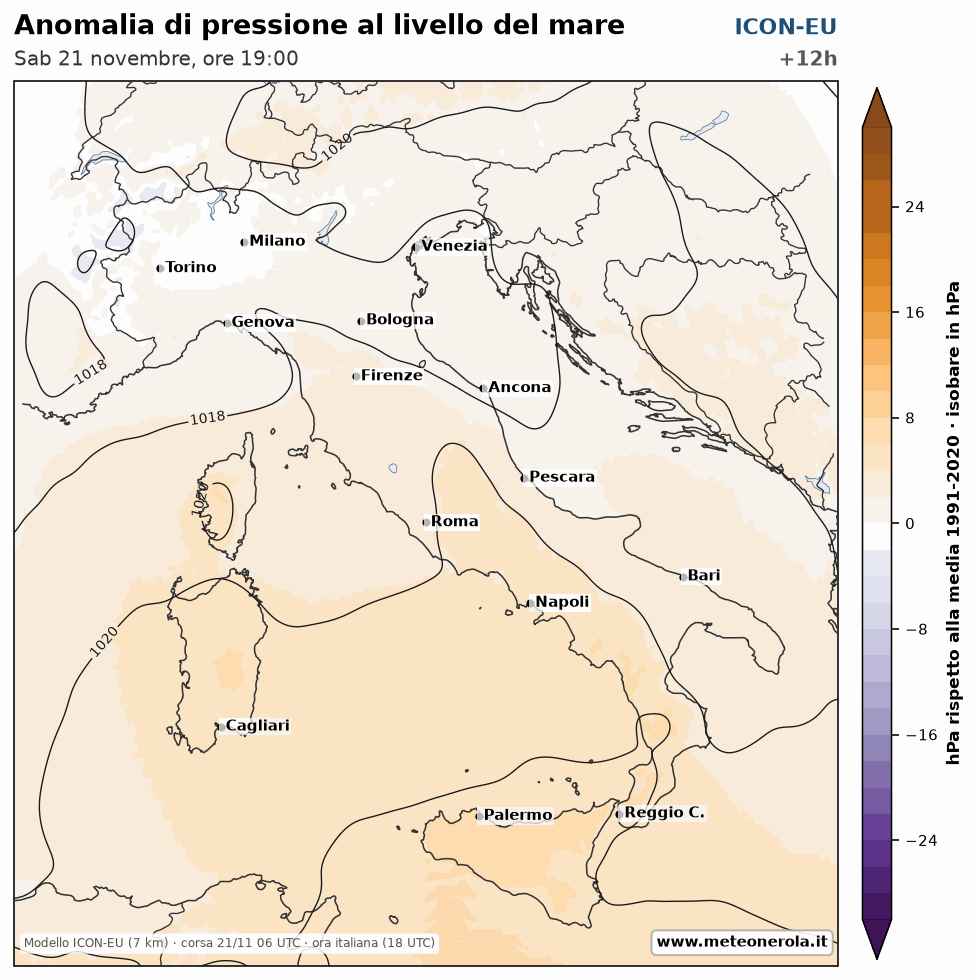 Anomalia di pressione al livello del mare
ICON-EU
Sab 21 novembre, ore 19:00
+12h
1020
Milano
Venezia
Torino
Genova
Bologna
1018
Firenze
Ancona
1018
Pescara
1020
Roma
Bari
Napoli
1020
Cagliari
Palermo
Reggio C.
Modello ICON-EU (7 km) · corsa 21/11 06 UTC · ora italiana (18 UTC)
www.meteonerola.it
24
16
8
0
−8
−16
−24
hPa rispetto alla media 1991-2020 · isobare in hPa